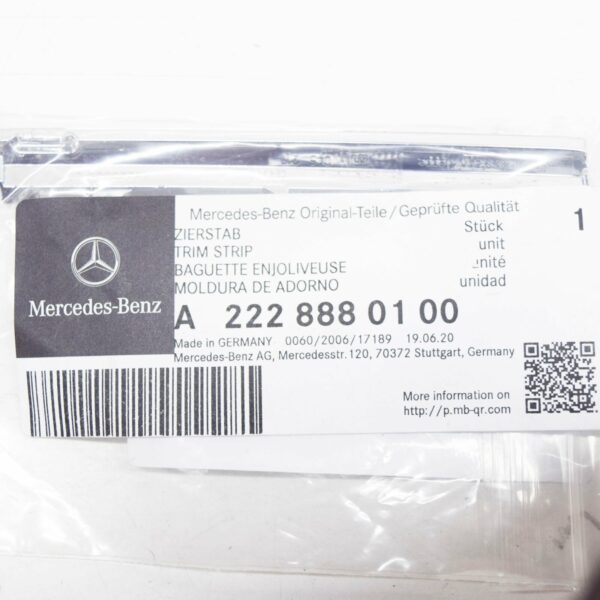 Mercedes-Benz Original-Teile/Geprüfte Qualität
ZIERSTAB Stück 1
TRIM STRIP unit
BAGUETTE ENJOLIVEUSE unité
MOLDURA DE ADORNO unidad
Mercedes-Benz
A 222 888 01 00
Made in GERMANY 0060/2006/17189 19.06.20
Mercedes-Benz AG, Mercedesstr.120, 70372 Stuttgart, Germany
More information on
http://p.mb-qr.com